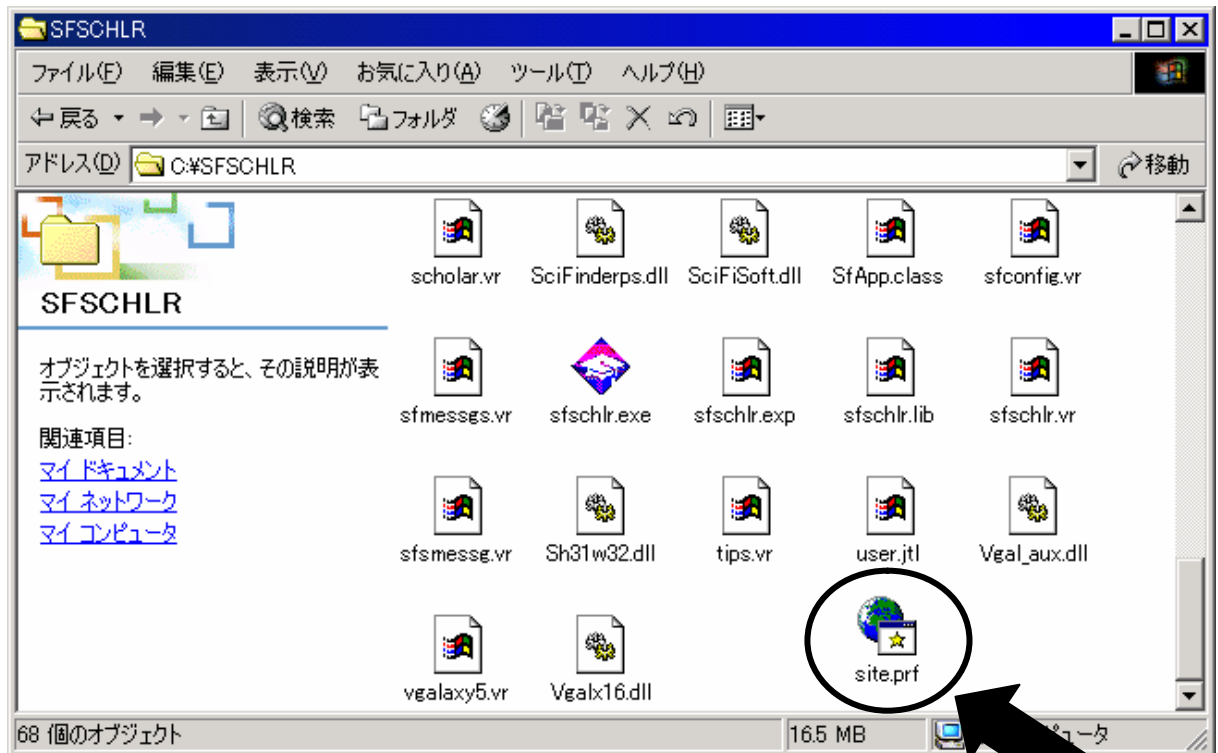 SFSCHLR
ファイル(F) 編集(E) 表示(V) お気に入り(A) ツール(T) ヘルプ(H)
戻る 検索 フォルダ
アドレス(D) C:¥SFSCHLR 移動
SFSCHLR
オブジェクトを選択すると、その説明が表
示されます。
関連項目:
マイ ドキュメント
マイ ネットワーク
マイ コンピュータ
scholar.vr SciFinderps.dll SciFiSoft.dll SfApp.class sfconfig.vr
sfmessgs.vr sfschlr.exe sfschlr.exp sfschlr.lib sfschlr.vr
sfsmessg.vr Sh31w32.dll tips.vr user.jtl Vgal_aux.dll
vgalaxy5.vr Vgalx16.dll site.prf
68 個のオブジェクト 16.5 MB ピュータ